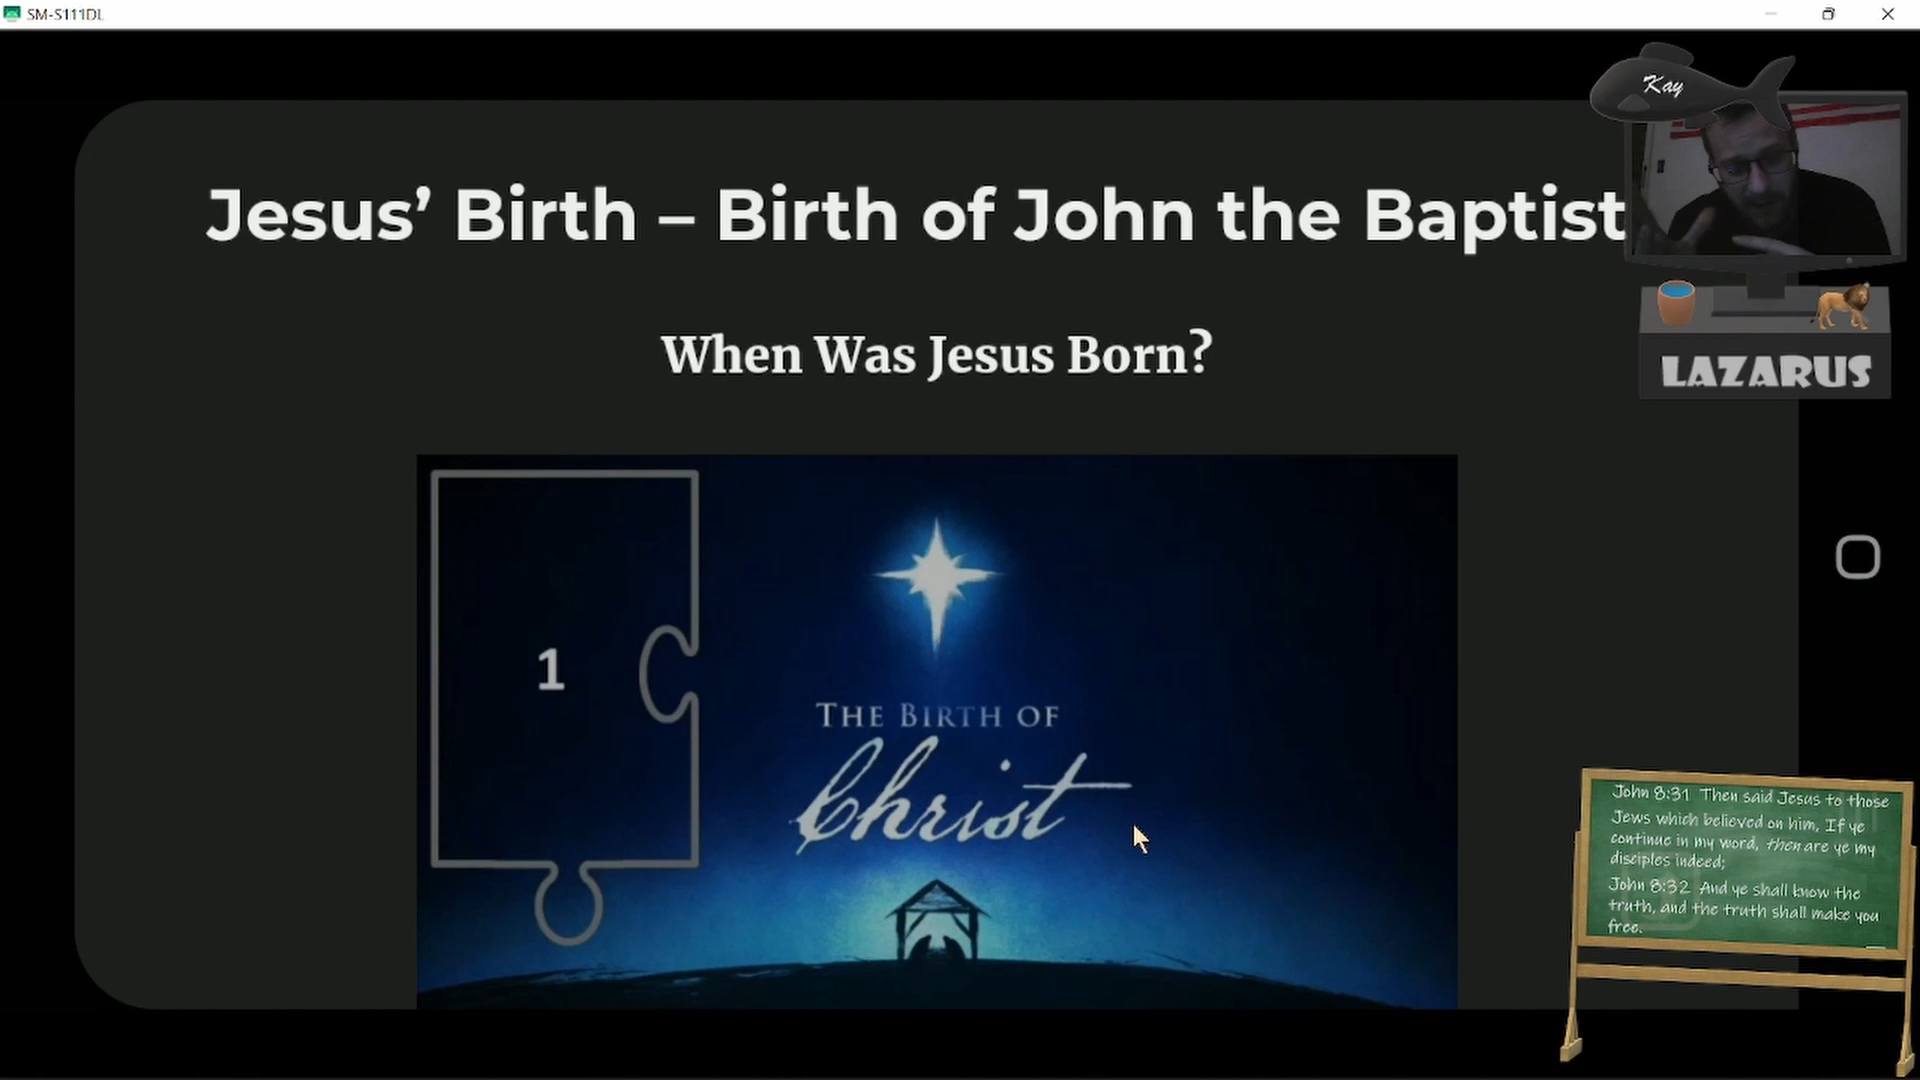 SM-S111DL
Kay
Jesus’ Birth – Birth of John the Baptist
When Was Jesus Born?
LAZARUS
1
THE BIRTH OF
Christ
John 8:31 Then said Jesus to those
Jews which believed on him, If ye
continue in my word, then are ye my
disciples indeed;
John 8:32 And ye shall know the
truth, and the truth shall make you
free.